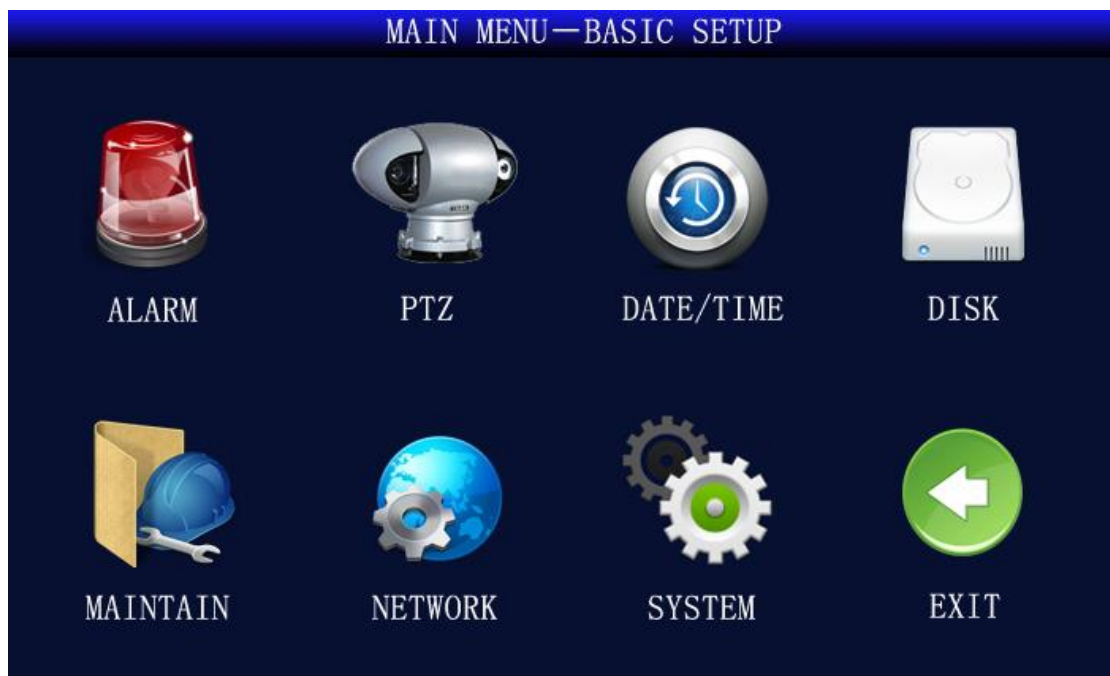 MAIN MENU—BASIC SETUP
ALARM PTZ DATE/TIME DISK
MAINTAIN NETWORK SYSTEM EXIT